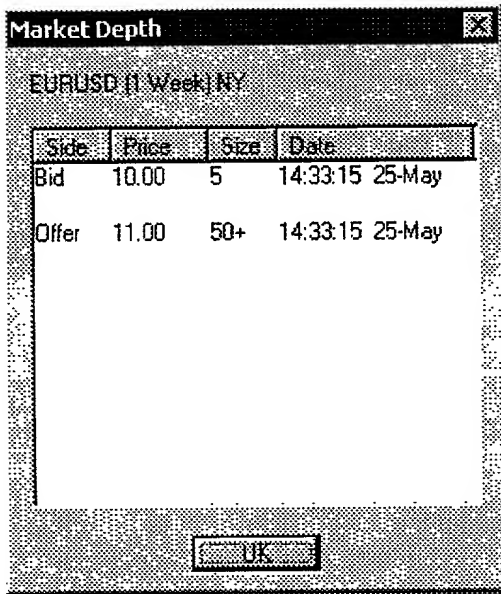 Market Depth
EURUSD [1 Week] NY
Side Price Size Date
Bid 10.00 5 14:33:15 25-May
Offer 11.00 50+ 14:33:15 25-May
OK